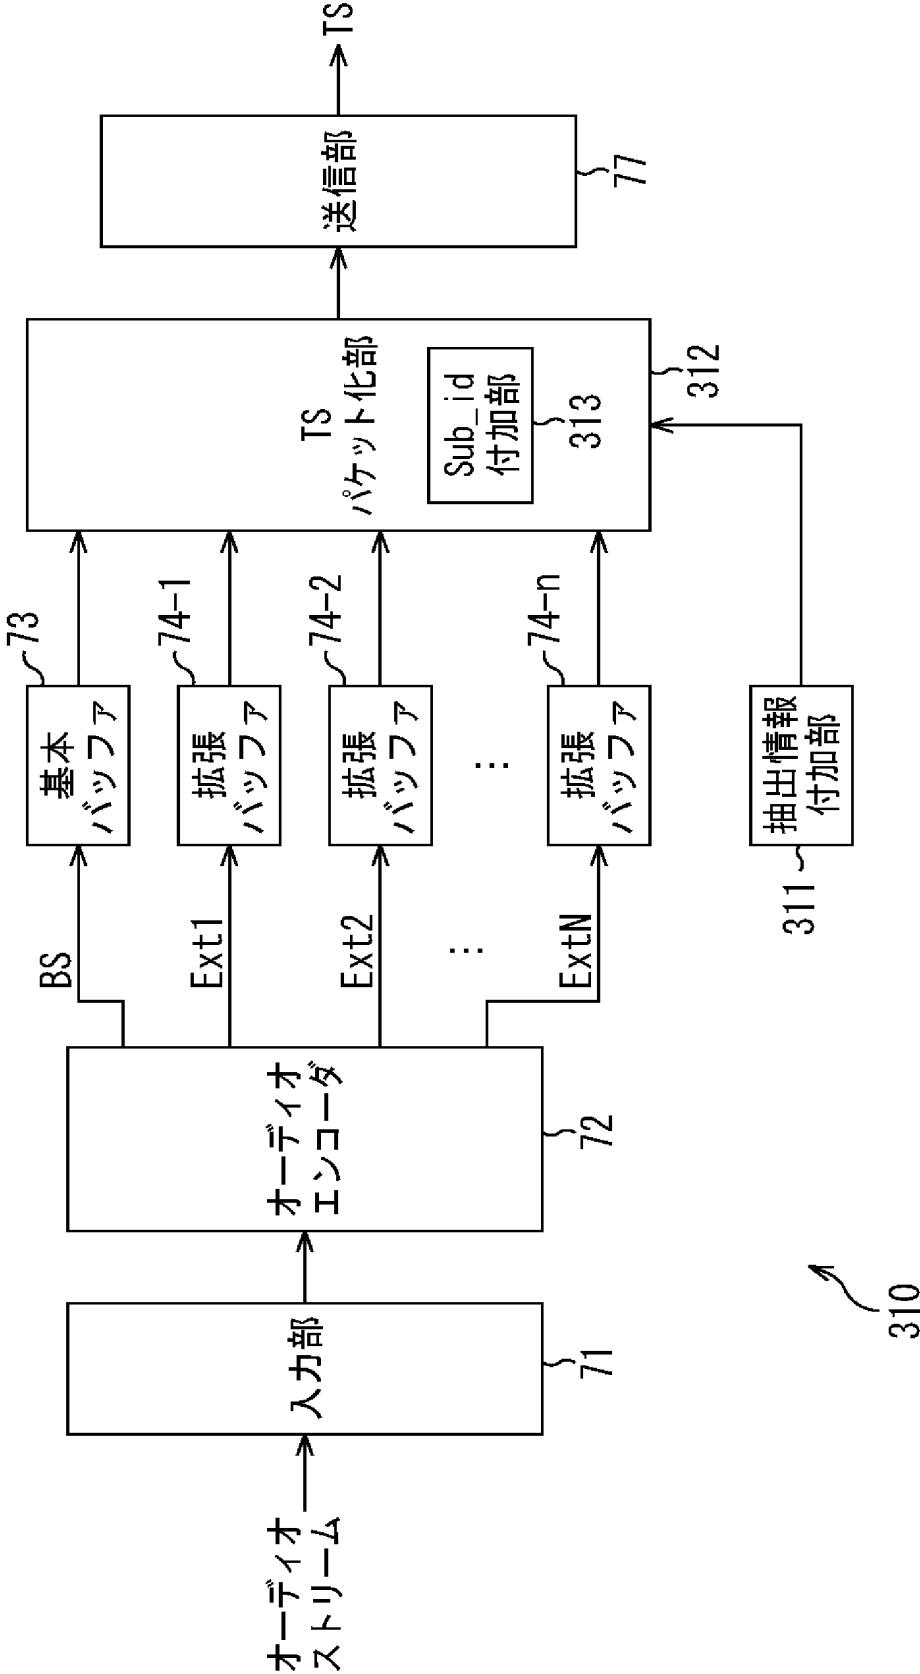 オーディオ
ストリーム
入力部
71
オーディオ
エンコーダ
72
BS
Ext1
Ext2
⋮
ExtN
基本
バッファ
73
拡張
バッファ
74-1
拡張
バッファ
74-2
⋮
拡張
バッファ
74-n
抽出情報
付加部
311
TS
パケット化部
Sub_id
付加部
313
312
送信部
77
TS
310